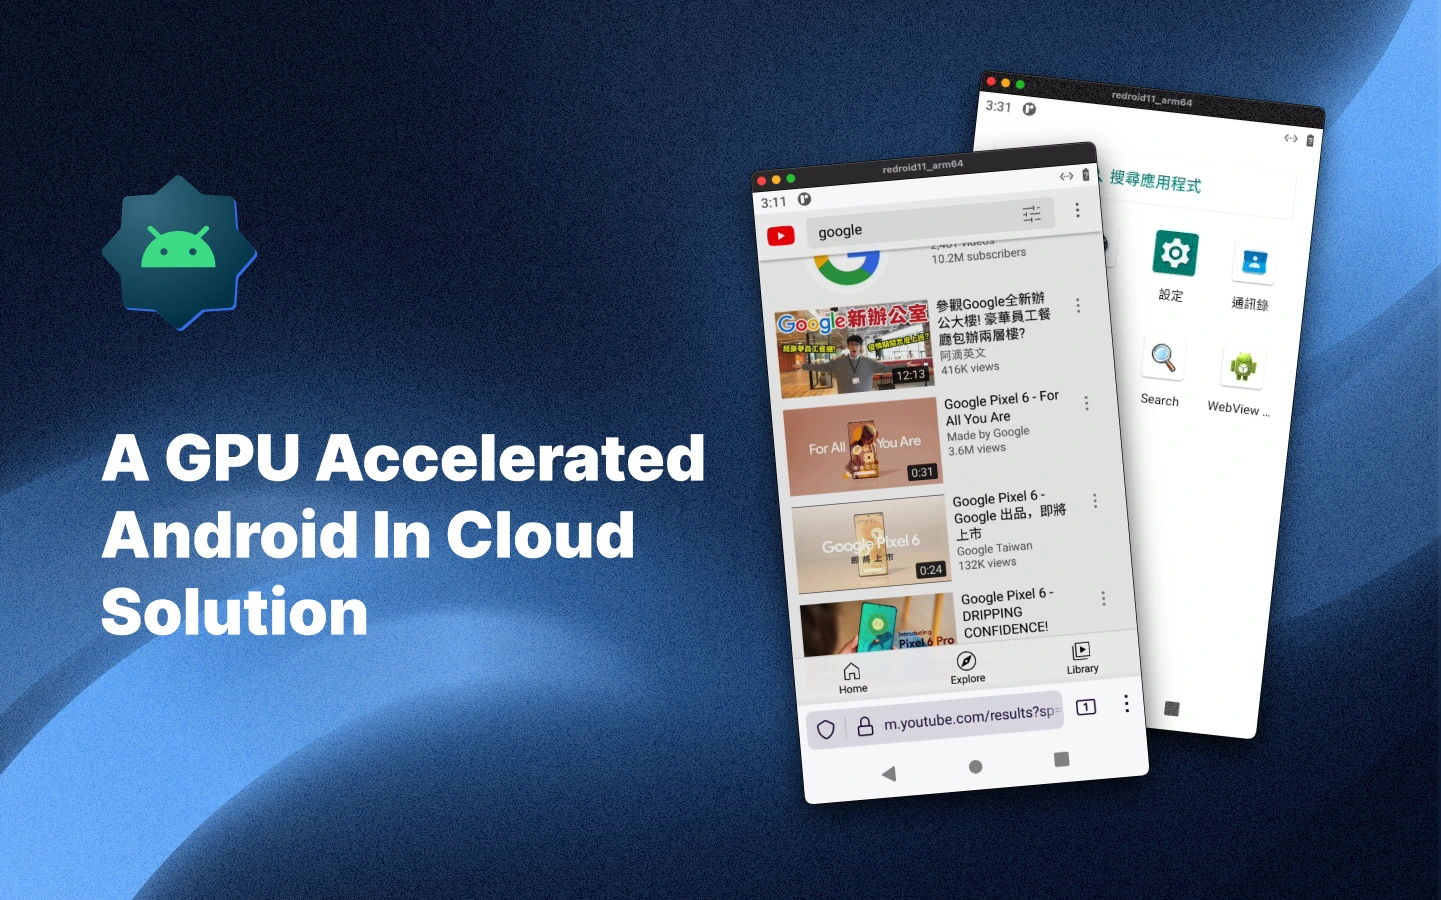 A GPU Accelerated
Android In Cloud
Solution
redroid11_arm64
3:31
搜尋應用程式
設定
通訊錄
Search
WebView ...
redroid11_arm64
3:11
google
10.2M subscribers
Google新辦公室
12:13
參觀Google全新辦
公大樓! 豪華員工餐
廳包辦兩層樓?
阿滴英文
416K views
For All You Are
0:31
Google Pixel 6 - For
All You Are
Made by Google
3.6M views
Google Pixel 6
即將上市
0:24
Google Pixel 6 -
Google 出品，即將
上市
Google Taiwan
132K views
Introducing
Pixel 6 Pro
Google Pixel 6 -
DRIPPING
CONFIDENCE!
Home
Explore
Library
m.youtube.com/results?sp=
1